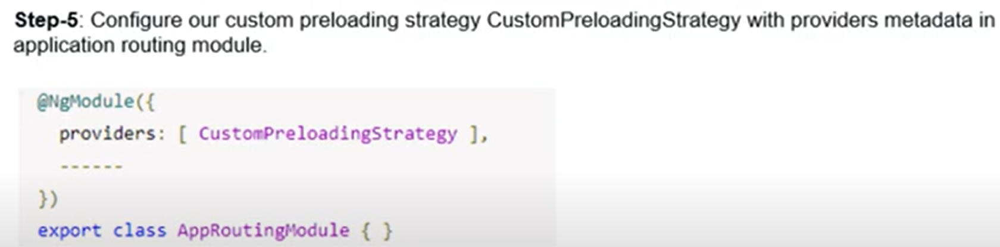 Step-5: Configure our custom preloading strategy CustomPreloadingStrategy with providers metadata in
application routing module.
@NgModule({
providers: [ CustomPreloadingStrategy ],
------
})
export class AppRoutingModule { }